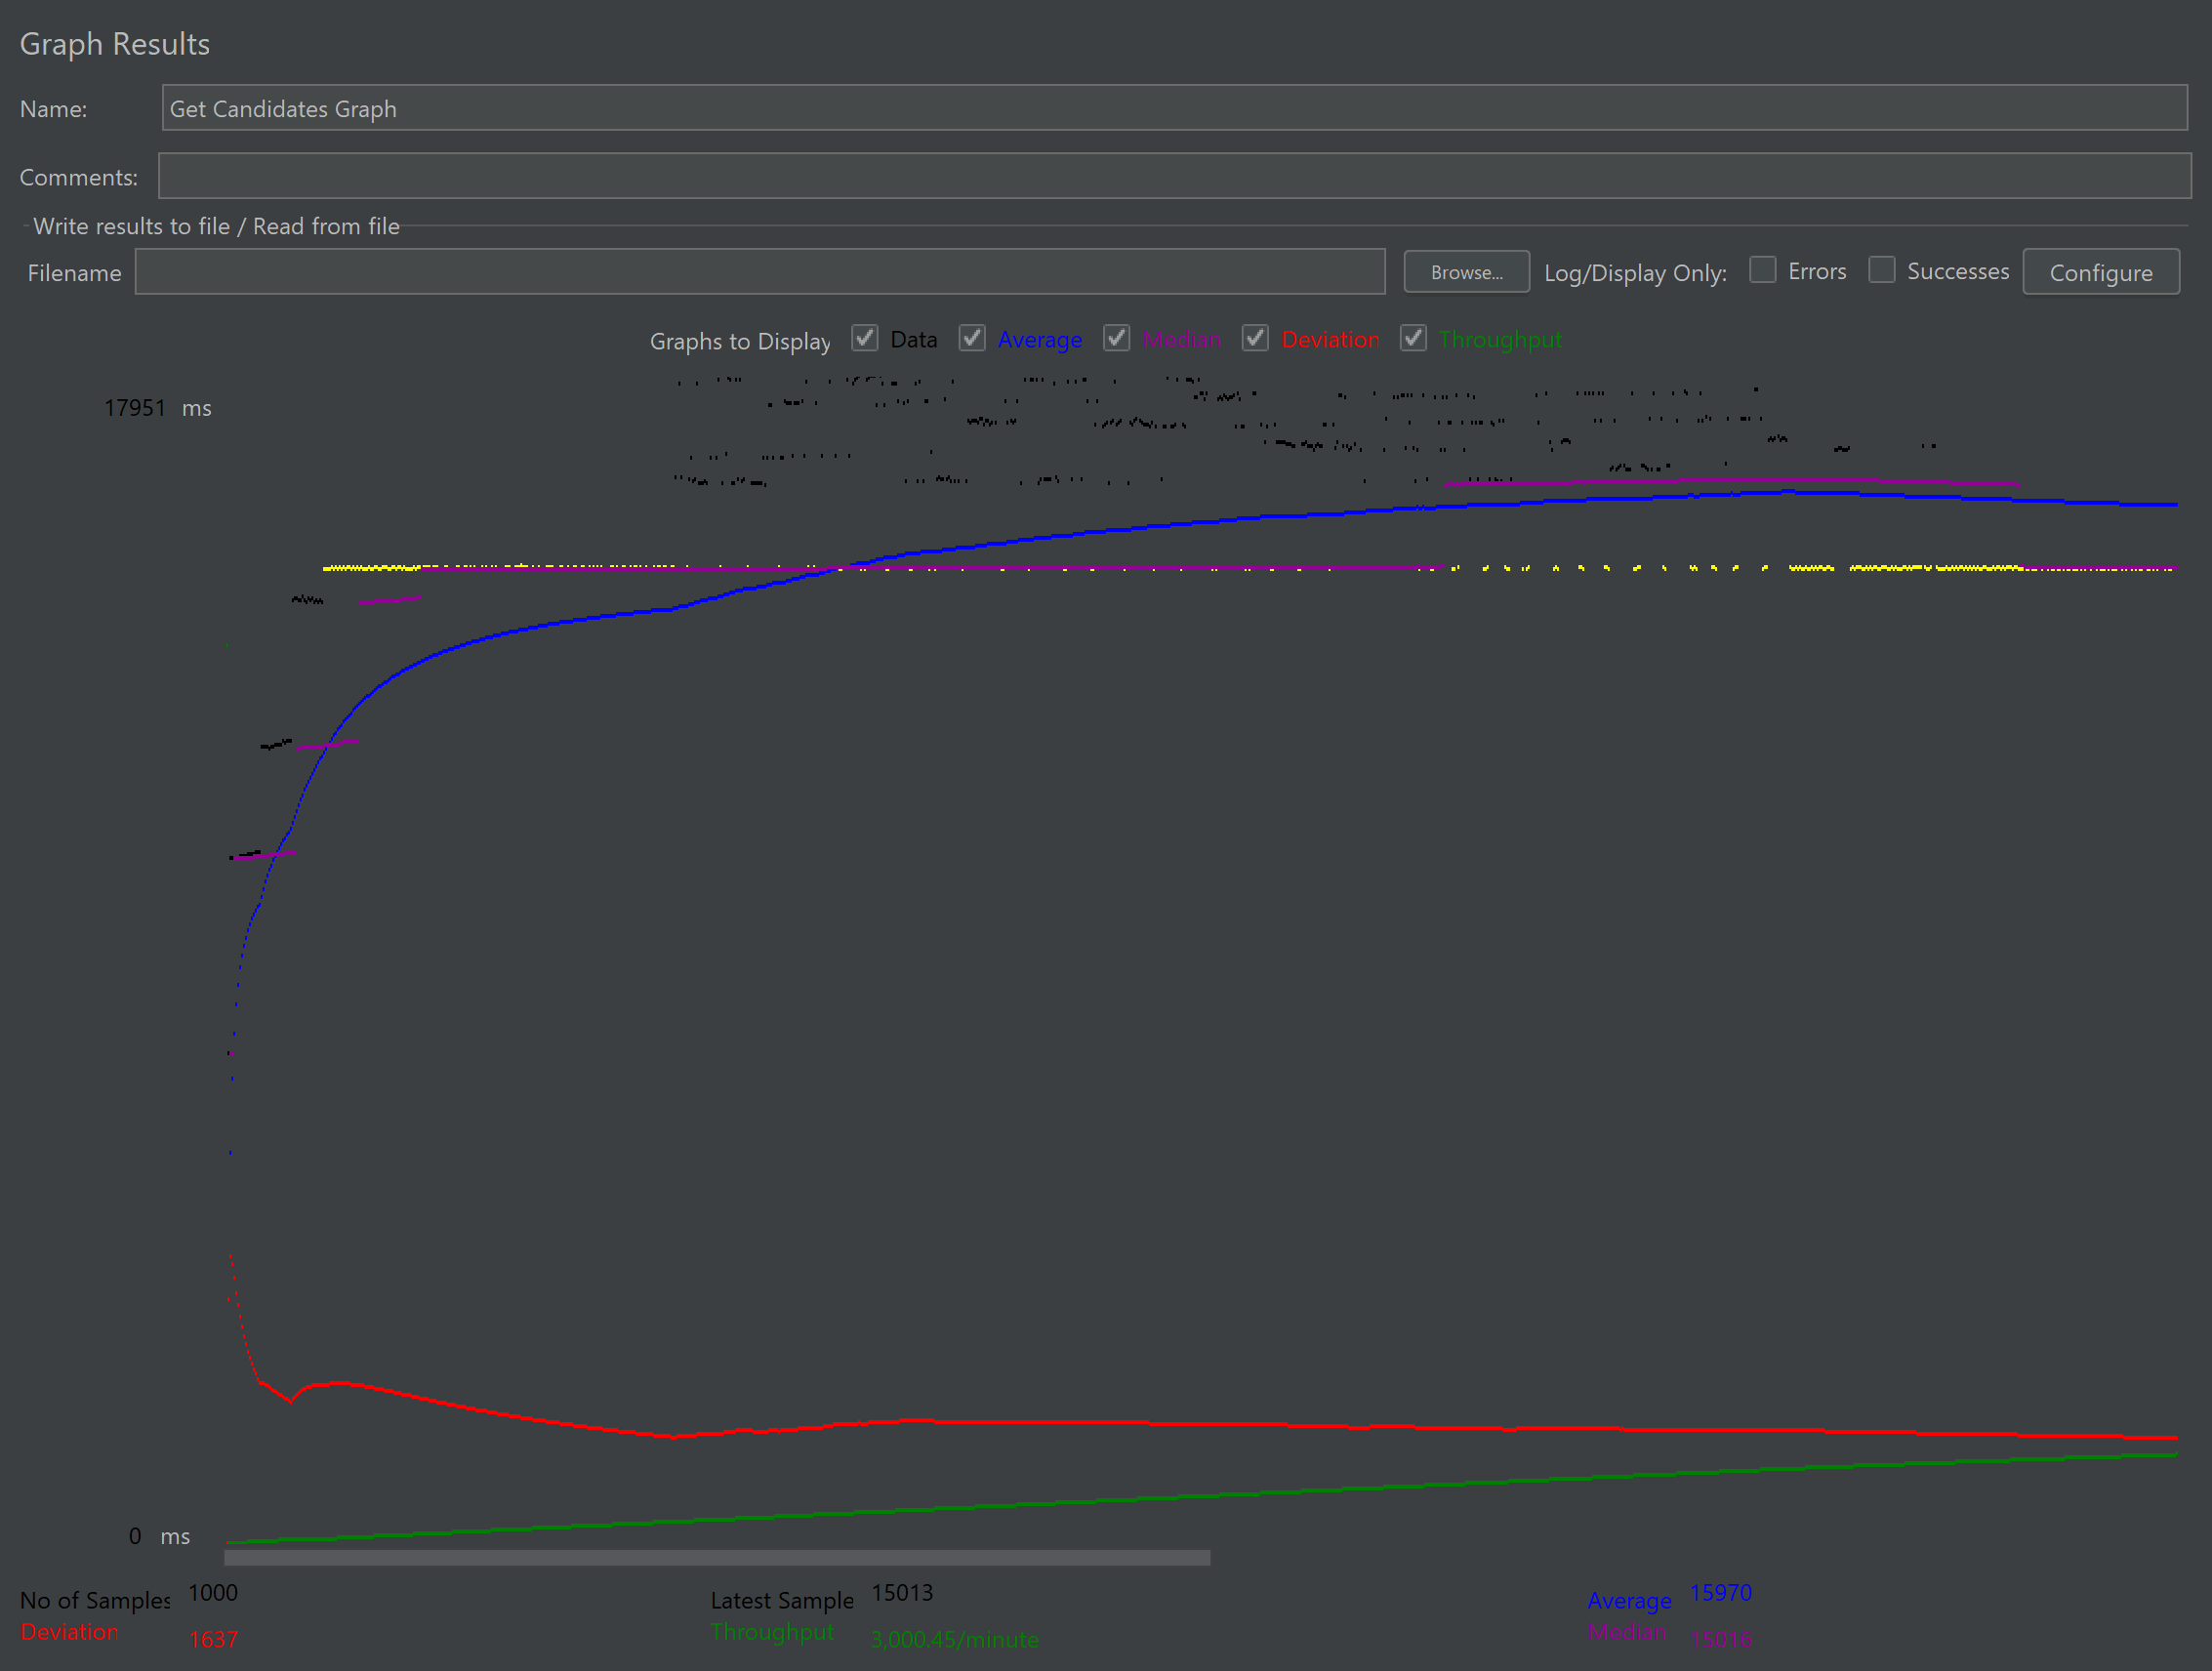 Graph Results
Name: Get Candidates Graph
Comments:
Write results to file / Read from file
Filename Browse... Log/Display Only: Errors Successes Configure
Graphs to Display Data Average Median Deviation Throughput
17951 ms
0 ms
No of Samples 1000 Latest Sample 15013 Average 15970
Deviation 1637 Throughput 3,000.45/minute Median 15016